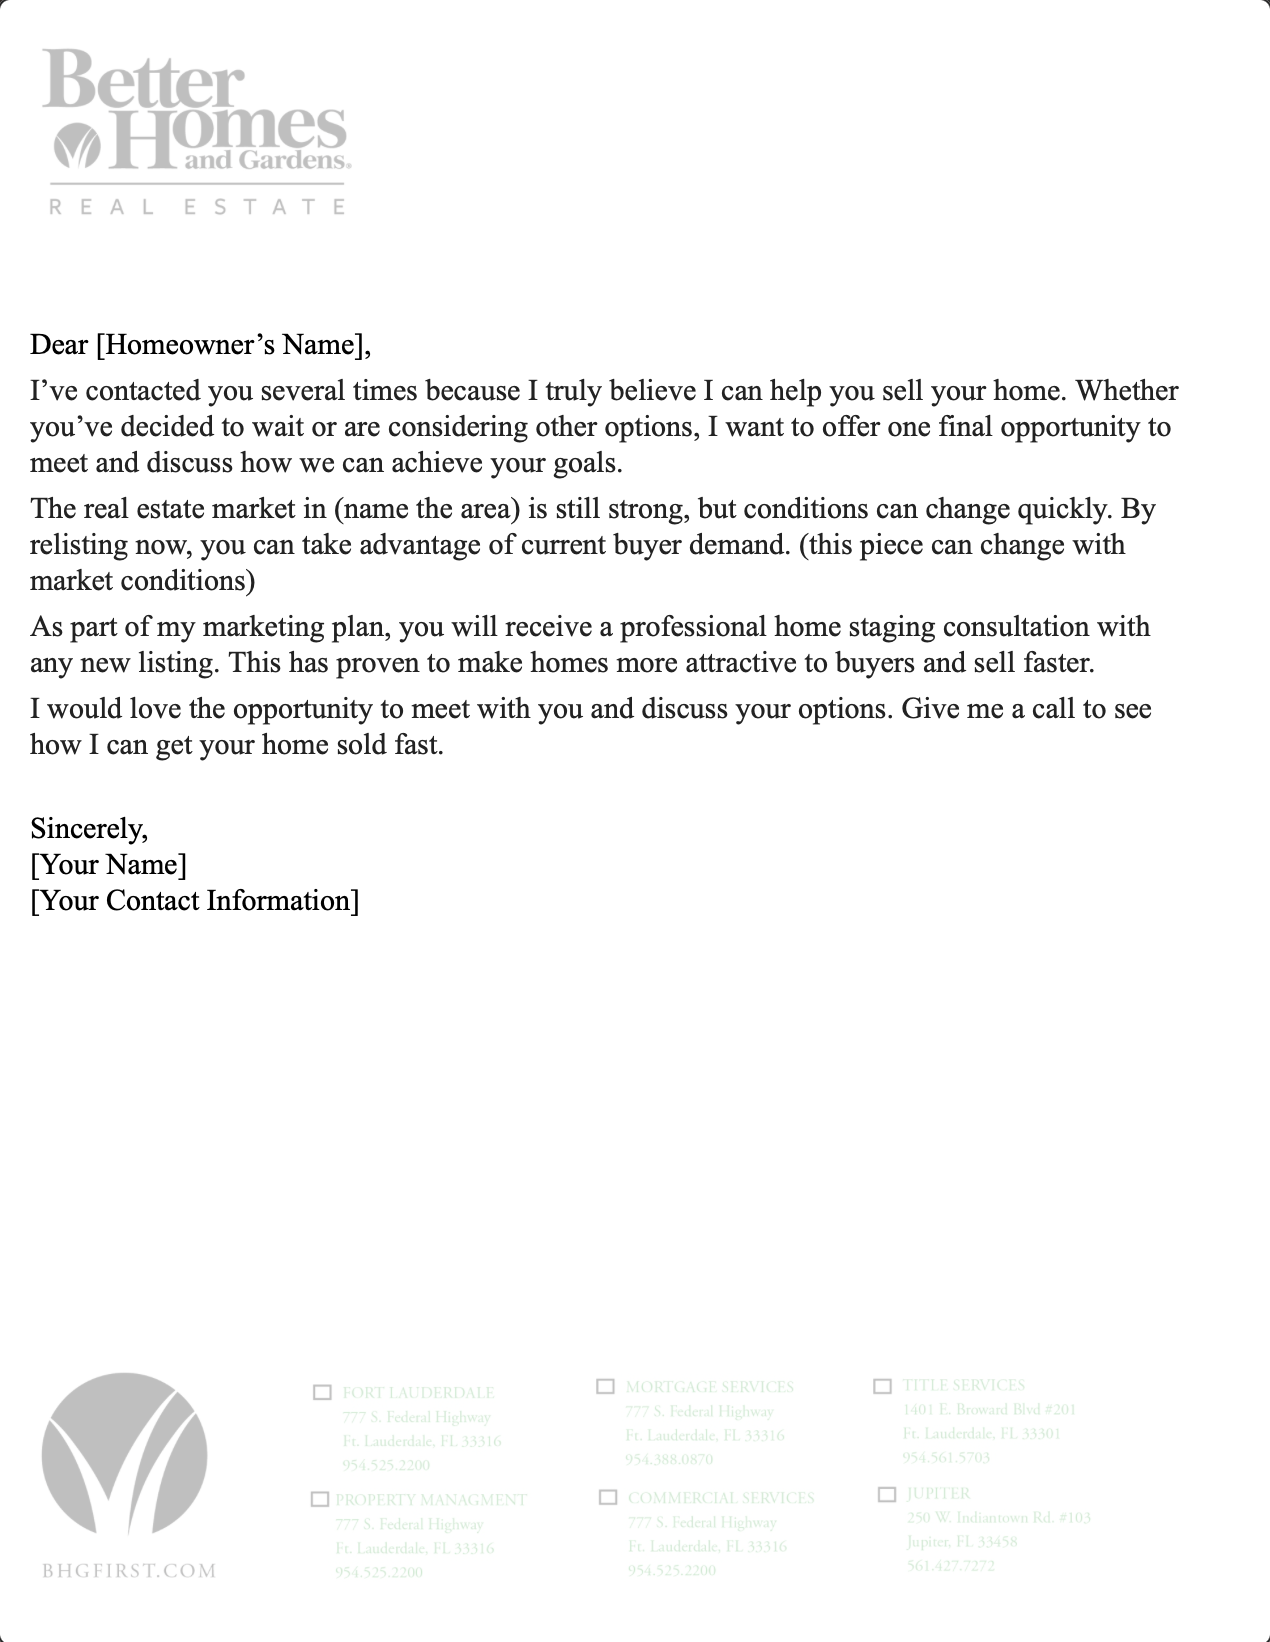 Better
Homes
and Gardens®
REAL ESTATE
Dear [Homeowner’s Name],
I’ve contacted you several times because I truly believe I can help you sell your home. Whether
you’ve decided to wait or are considering other options, I want to offer one final opportunity to
meet and discuss how we can achieve your goals.
The real estate market in (name the area) is still strong, but conditions can change quickly. By
relisting now, you can take advantage of current buyer demand. (this piece can change with
market conditions)
As part of my marketing plan, you will receive a professional home staging consultation with
any new listing. This has proven to make homes more attractive to buyers and sell faster.
I would love the opportunity to meet with you and discuss your options. Give me a call to see
how I can get your home sold fast.
Sincerely,
[Your Name]
[Your Contact Information]
BHGFIRST.COM
FORT LAUDERDALE
777 S. Federal Highway
Ft. Lauderdale, FL 33316
954.525.2200
MORTGAGE SERVICES
777 S. Federal Highway
Ft. Lauderdale, FL 33316
954.388.0870
TITLE SERVICES
1401 E. Broward Blvd #201
Ft. Lauderdale, FL 33301
954.561.5703
PROPERTY MANAGMENT
777 S. Federal Highway
Ft. Lauderdale, FL 33316
954.525.2200
COMMERCIAL SERVICES
777 S. Federal Highway
Ft. Lauderdale, FL 33316
954.525.2200
JUPITER
250 W. Indiantown Rd. #103
Jupiter, FL 33458
561.427.7272